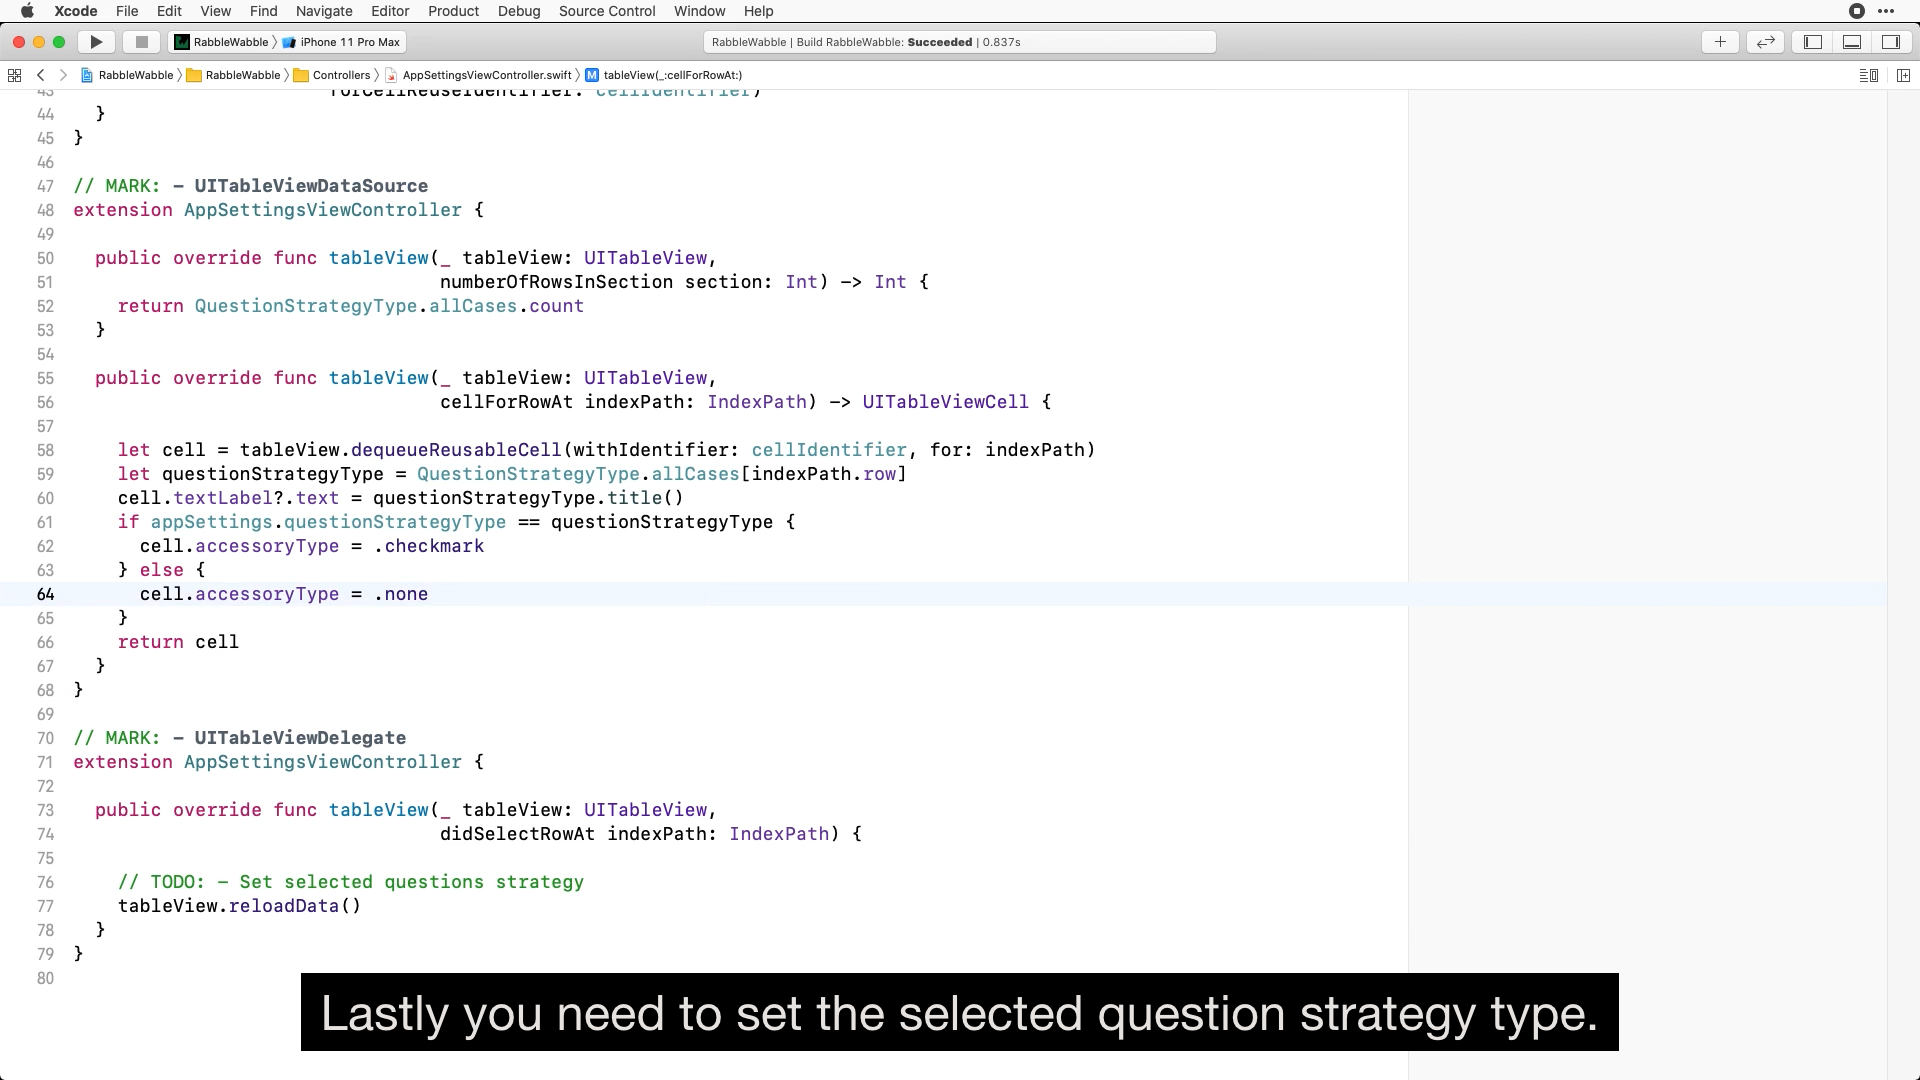 Xcode File Edit View Find Navigate Editor Product Debug Source Control Window Help
RabbleWabble 〉 iPhone 11 Pro Max
RabbleWabble | Build RabbleWabble: Succeeded | 0.837s
RabbleWabble 〉 RabbleWabble 〉 Controllers 〉 AppSettingsViewController.swift 〉 M tableView(_:cellForRowAt:)
43 forCellReuseIdentifier: cellIdentifier)
44 }
45 }
46
47 // MARK: - UITableViewDataSource
48 extension AppSettingsViewController {
49
50 public override func tableView(_ tableView: UITableView,
51 numberOfRowsInSection section: Int) -> Int {
52 return QuestionStrategyType.allCases.count
53 }
54
55 public override func tableView(_ tableView: UITableView,
56 cellForRowAt indexPath: IndexPath) -> UITableViewCell {
57
58 let cell = tableView.dequeueReusableCell(withIdentifier: cellIdentifier, for: indexPath)
59 let questionStrategyType = QuestionStrategyType.allCases[indexPath.row]
60 cell.textLabel?.text = questionStrategyType.title()
61 if appSettings.questionStrategyType == questionStrategyType {
62 cell.accessoryType = .checkmark
63 } else {
64 cell.accessoryType = .none
65 }
66 return cell
67 }
68 }
69
70 // MARK: - UITableViewDelegate
71 extension AppSettingsViewController {
72
73 public override func tableView(_ tableView: UITableView,
74 didSelectRowAt indexPath: IndexPath) {
75
76 // TODO: - Set selected questions strategy
77 tableView.reloadData()
78 }
79 }
80
Lastly you need to set the selected question strategy type.